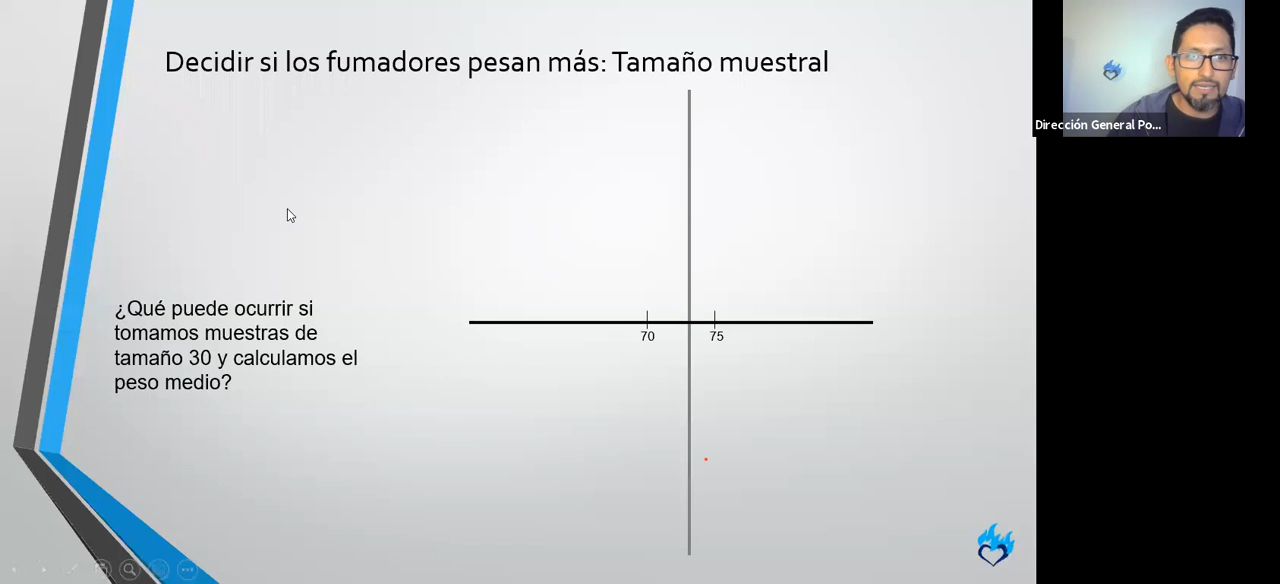 Decidir si los fumadores pesan más: Tamaño muestral
Dirección General Po...
¿Qué puede ocurrir si
tomamos muestras de
tamaño 30 y calculamos el
peso medio?
70
75